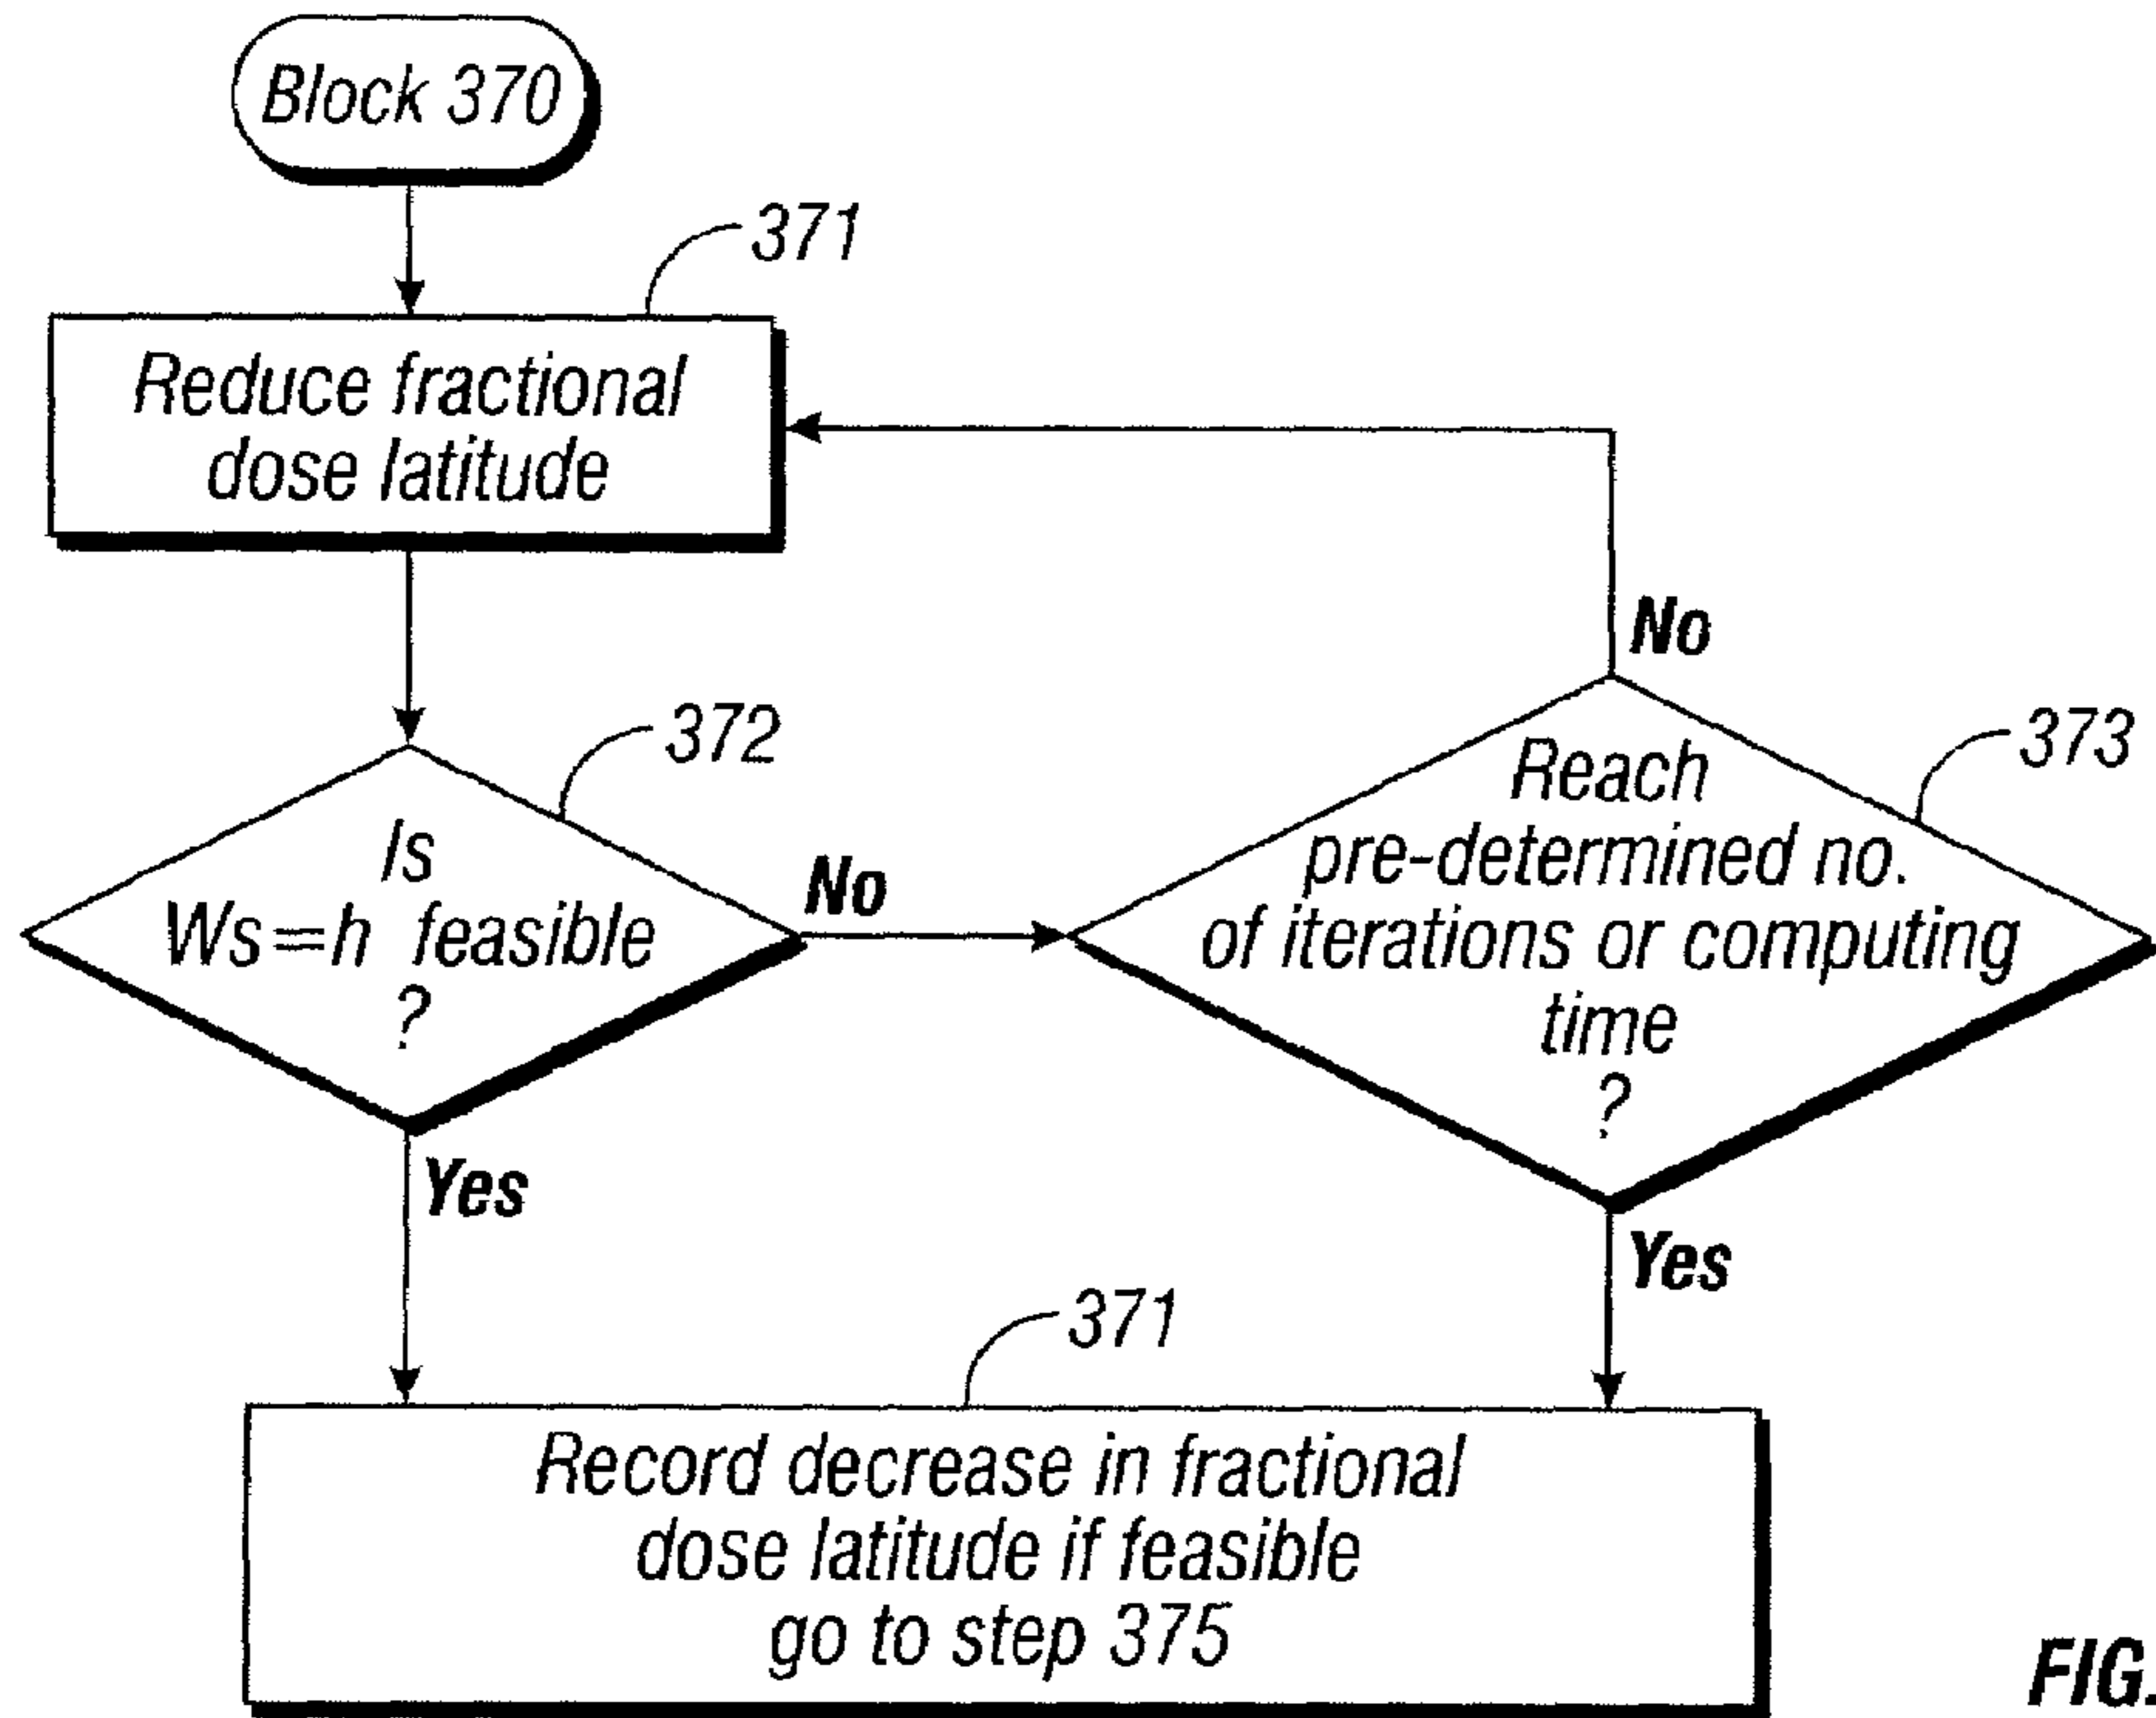 Block 370
371
Reduce fractional
dose latitude
372
Is
Ws=h feasible
?
No
Yes
No
373
Reach
pre-determined no.
of iterations or computing
time
?
Yes
371
Record decrease in fractional
dose latitude if feasible
go to step 375
FIG.